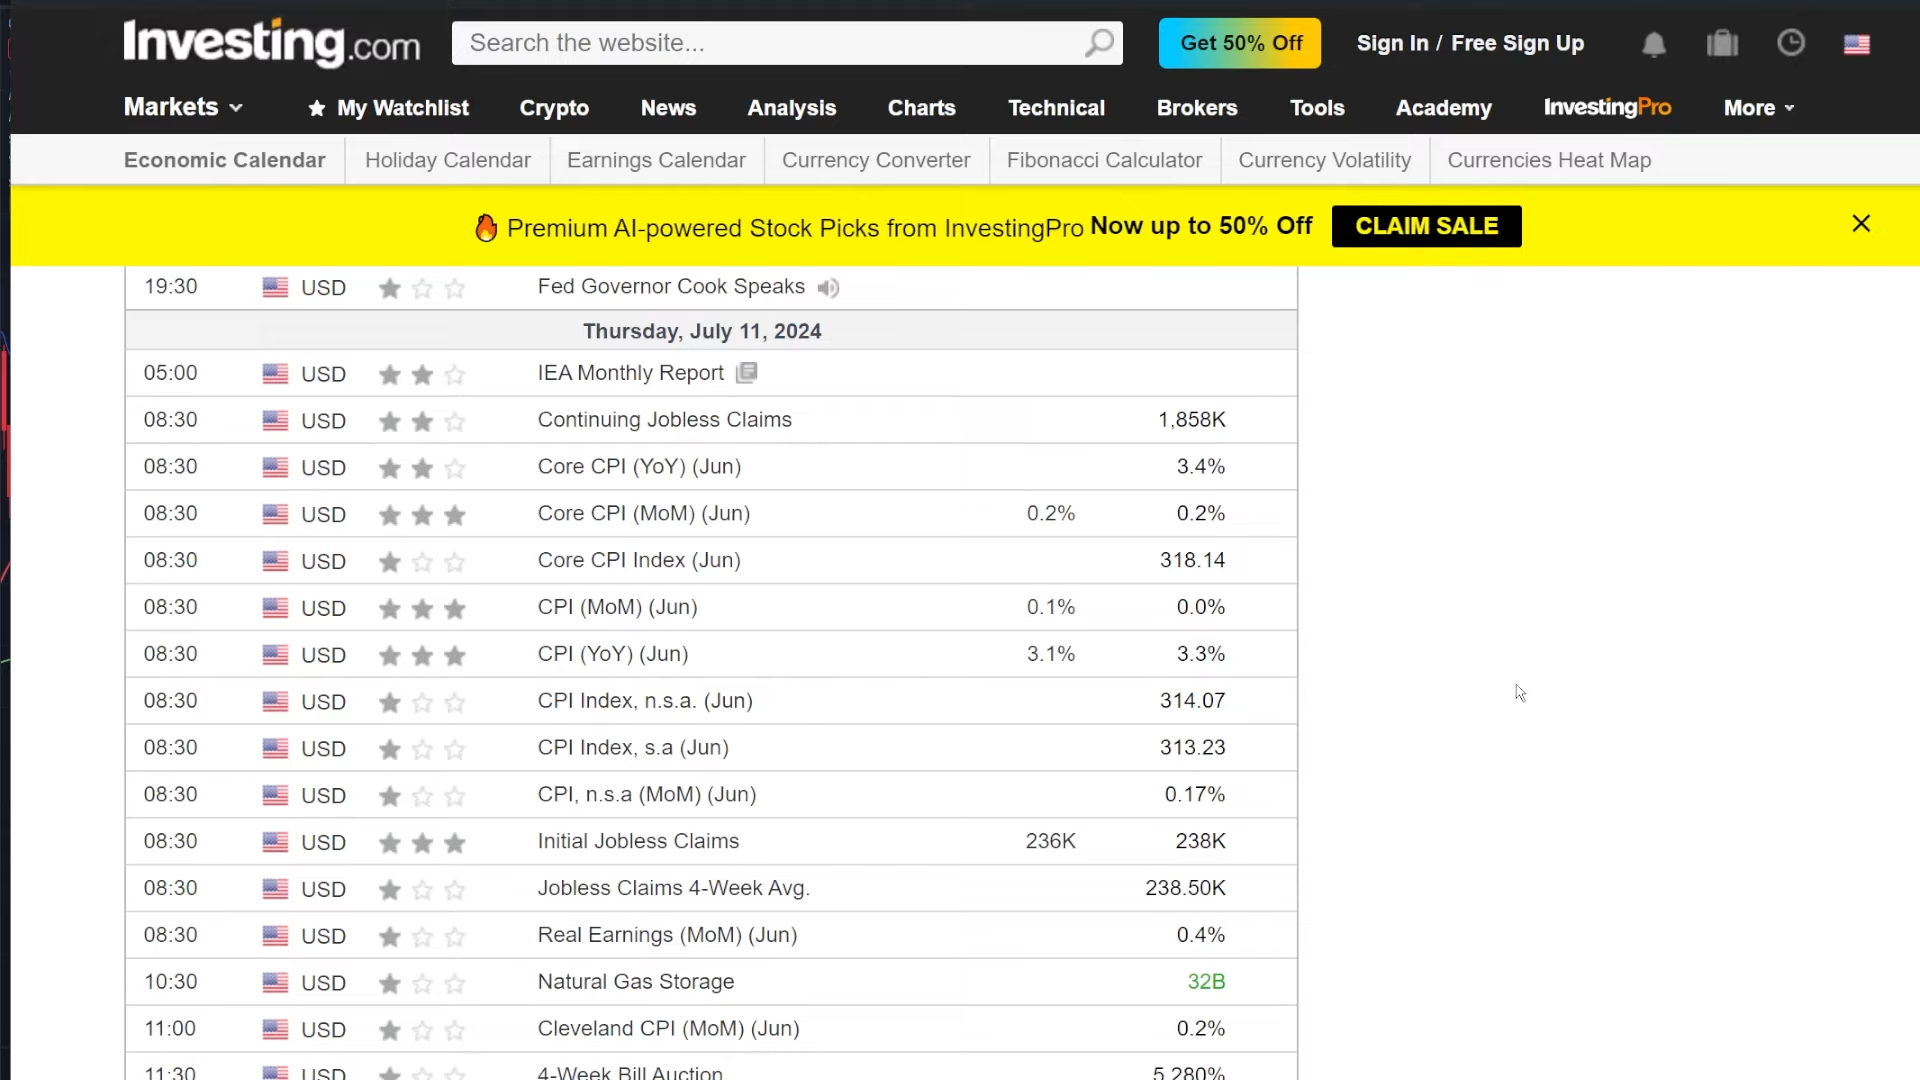 Investing.com
Search the website...
Get 50% Off
Sign In / Free Sign Up
Markets
My Watchlist
Crypto
News
Analysis
Charts
Technical
Brokers
Tools
Academy
InvestingPro
More
Economic Calendar
Holiday Calendar
Earnings Calendar
Currency Converter
Fibonacci Calculator
Currency Volatility
Currencies Heat Map
Premium AI-powered Stock Picks from InvestingPro Now up to 50% Off CLAIM SALE
19:30 USD Fed Governor Cook Speaks
Thursday, July 11, 2024
05:00 USD IEA Monthly Report
08:30 USD Continuing Jobless Claims 1,858K
08:30 USD Core CPI (YoY) (Jun) 3.4%
08:30 USD Core CPI (MoM) (Jun) 0.2% 0.2%
08:30 USD Core CPI Index (Jun) 318.14
08:30 USD CPI (MoM) (Jun) 0.1% 0.0%
08:30 USD CPI (YoY) (Jun) 3.1% 3.3%
08:30 USD CPI Index, n.s.a. (Jun) 314.07
08:30 USD CPI Index, s.a (Jun) 313.23
08:30 USD CPI, n.s.a (MoM) (Jun) 0.17%
08:30 USD Initial Jobless Claims 236K 238K
08:30 USD Jobless Claims 4-Week Avg. 238.50K
08:30 USD Real Earnings (MoM) (Jun) 0.4%
10:30 USD Natural Gas Storage 32B
11:00 USD Cleveland CPI (MoM) (Jun) 0.2%
11:30 USD 4-Week Bill Auction 5.280%